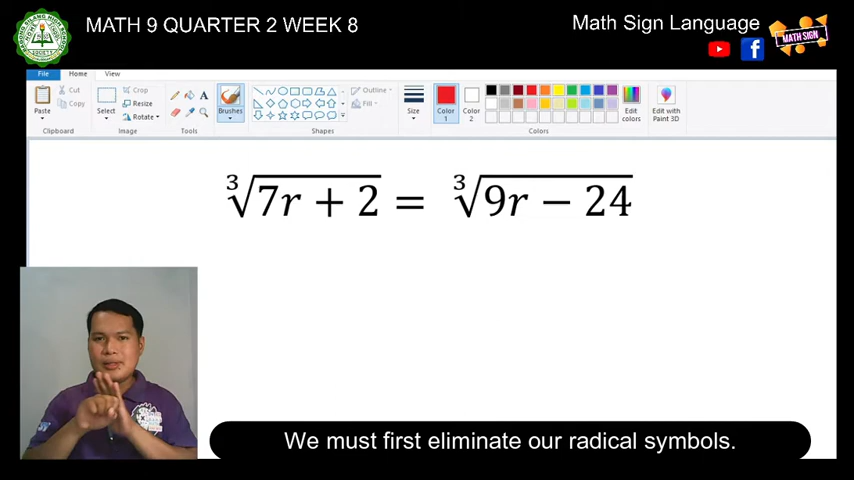 MATH 9 QUARTER 2 WEEK 8
Math Sign Language
MATH SIGN
File Home View
Paste
Cut
Copy
Clipboard
Select
Crop
Resize
Rotate
Image
Tools
Brushes
Shapes
Outline
Fill
Size
Color 1
Color 2
Colors
Edit colors
Edit with Paint 3D
∛(7r + 2) = ∛(9r − 24)
We must first eliminate our radical symbols.